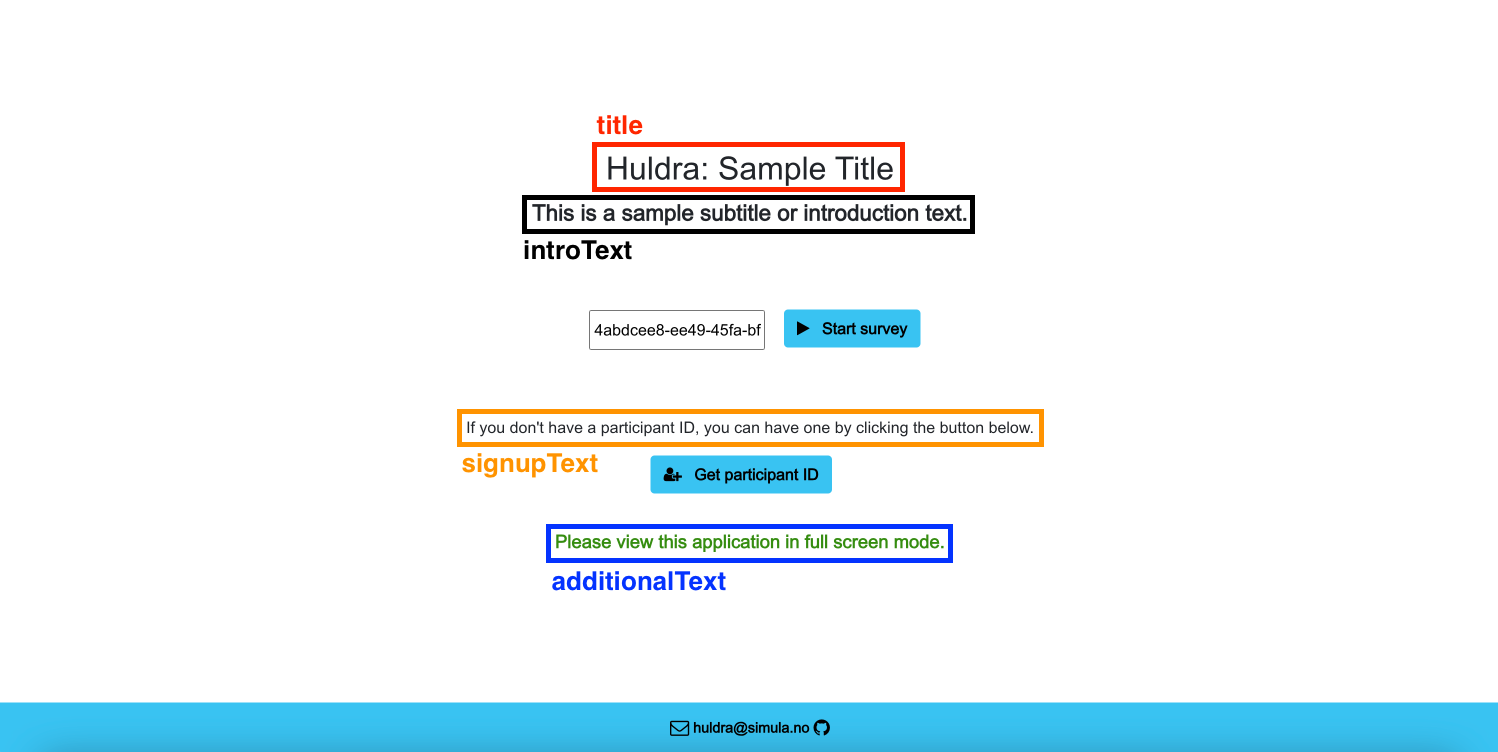 title
Huldra: Sample Title
This is a sample subtitle or introduction text.
introText
4abdcee8-ee49-45fa-bf
Start survey
If you don't have a participant ID, you can have one by clicking the button below.
signupText
Get participant ID
Please view this application in full screen mode.
additionalText
huldra@simula.no